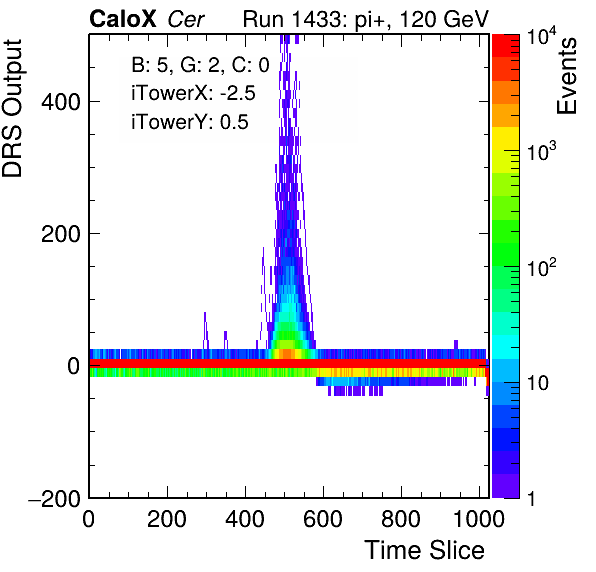 CaloX Cer Run 1433: pi+, 120 GeV
B: 5, G: 2, C: 0
iTowerX: -2.5
iTowerY: 0.5
DRS Output
400
200
0
−200
0 200 400 600 800 1000
Time Slice
Events
10^4
10^3
10^2
10
1